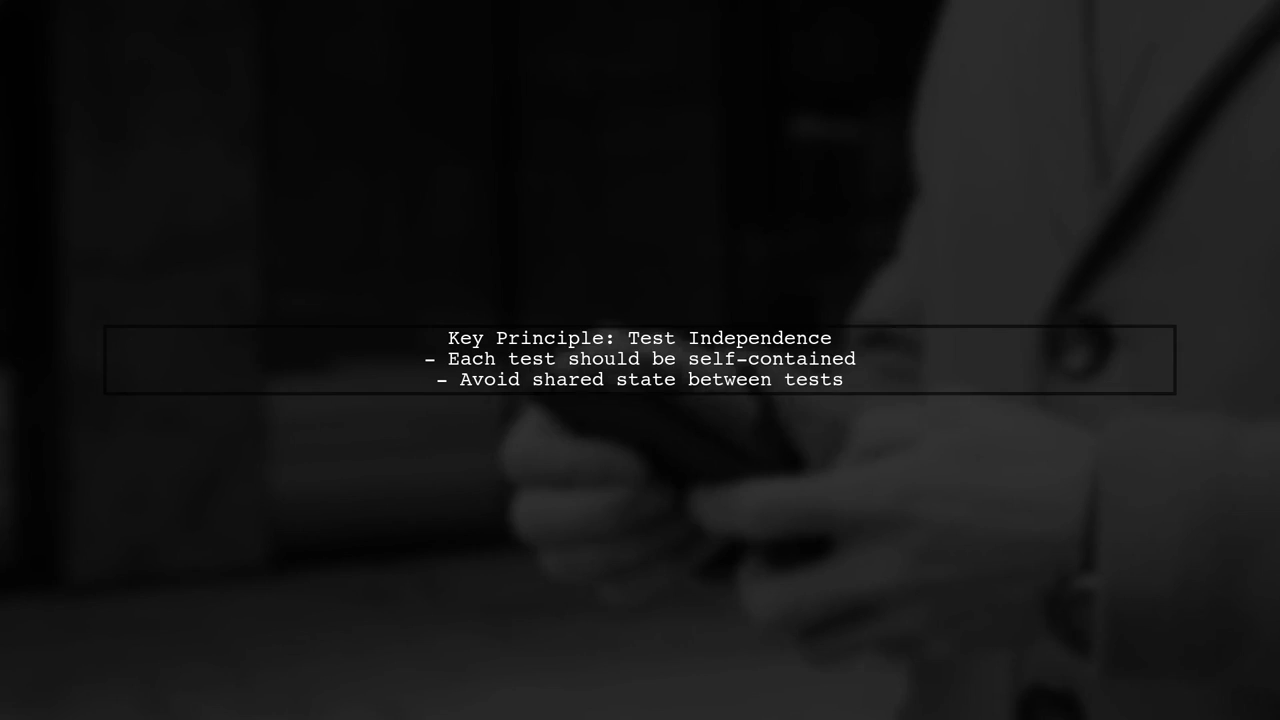 Key Principle: Test Independence
- Each test should be self-contained
- Avoid shared state between tests